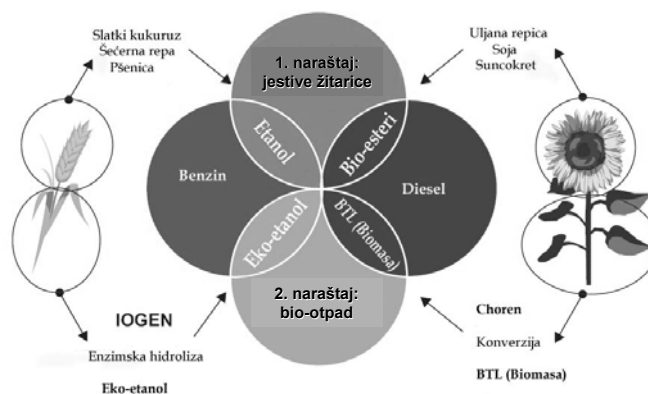 Slatki kukuruz
Šećerna repa
Pšenica
1. naraštaj:
jestive žitarice
Uljana repica
Soja
Suncokret
Etanol
Bio-esteri
Benzin
Diesel
Eko-etanol
BTL (Biomasa)
2. naraštaj:
bio-otpad
IOGEN
Enzimska hidroliza
Eko-etanol
Choren
Konverzija
BTL (Biomasa)